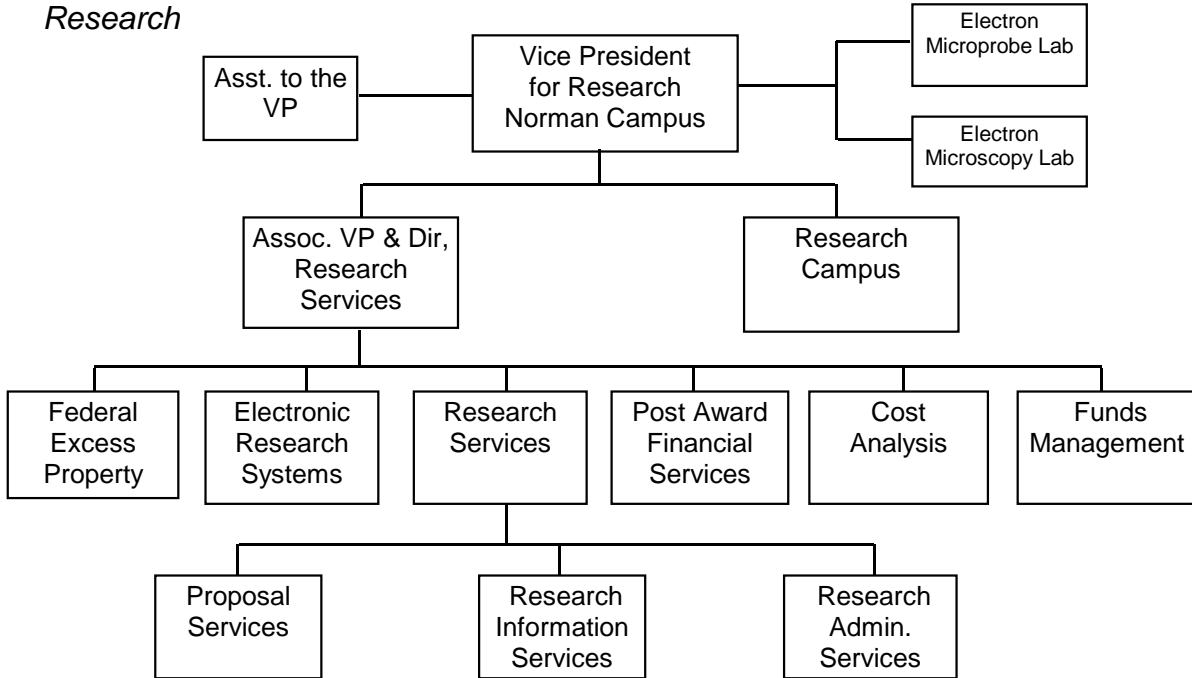 Research
Asst. to the
VP
Vice President
for Research
Norman Campus
Electron
Microprobe Lab
Electron
Microscopy Lab
Assoc. VP & Dir,
Research
Services
Research
Campus
Federal
Excess
Property
Electronic
Research
Systems
Research
Services
Post Award
Financial
Services
Cost
Analysis
Funds
Management
Proposal
Services
Research
Information
Services
Research
Admin.
Services